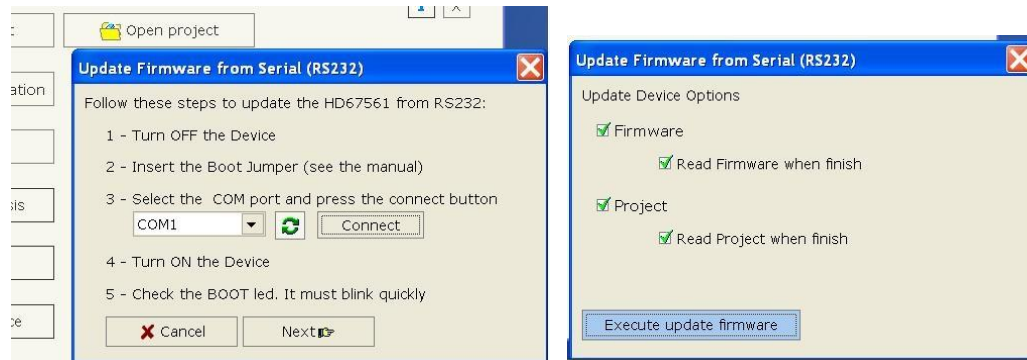 Open project
Update Firmware from Serial (RS232)
ation
Follow these steps to update the HD67561 from RS232:
1 - Turn OFF the Device
2 - Insert the Boot Jumper (see the manual)
3 - Select the COM port and press the connect button
sis
COM1
Connect
4 - Turn ON the Device
5 - Check the BOOT led. It must blink quickly
ce
Cancel
Next
Update Firmware from Serial (RS232)
Update Device Options
Firmware
Read Firmware when finish
Project
Read Project when finish
Execute update firmware